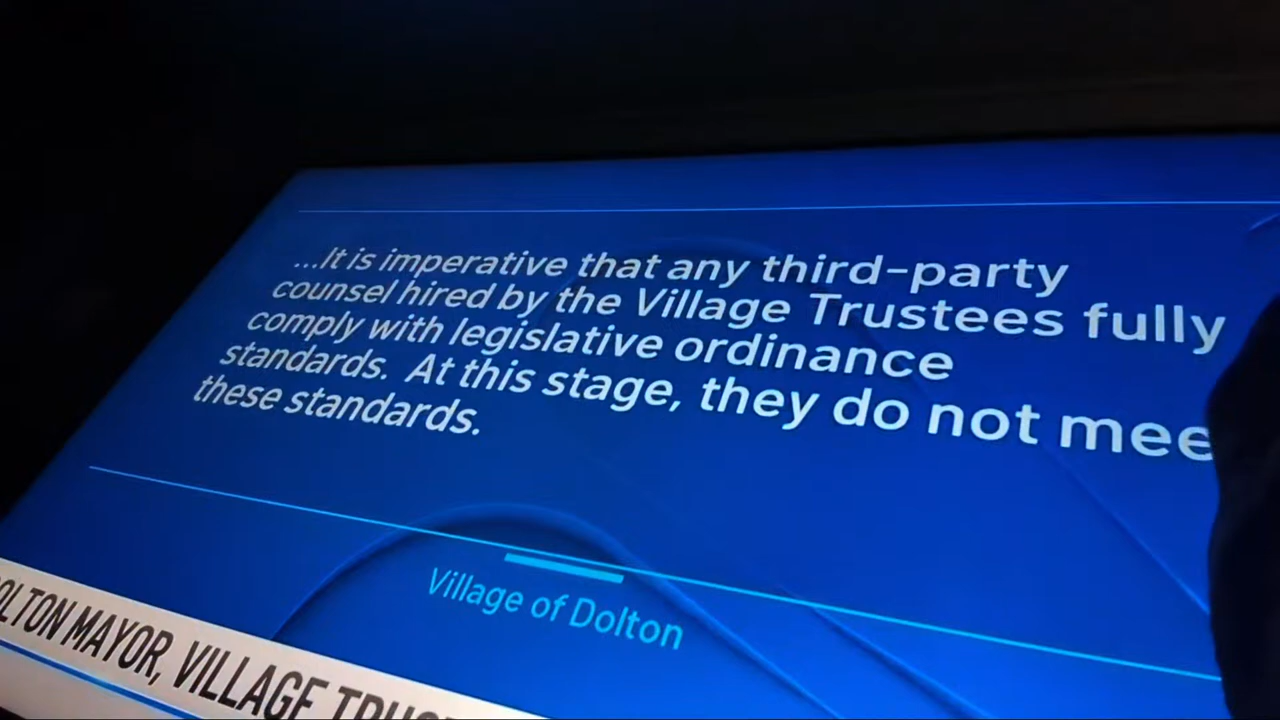 ...It is imperative that any third-party
counsel hired by the Village Trustees fully
comply with legislative ordinance
standards. At this stage, they do not mee
these standards.
Village of Dolton
OLTON MAYOR, VILLAGE TRUS